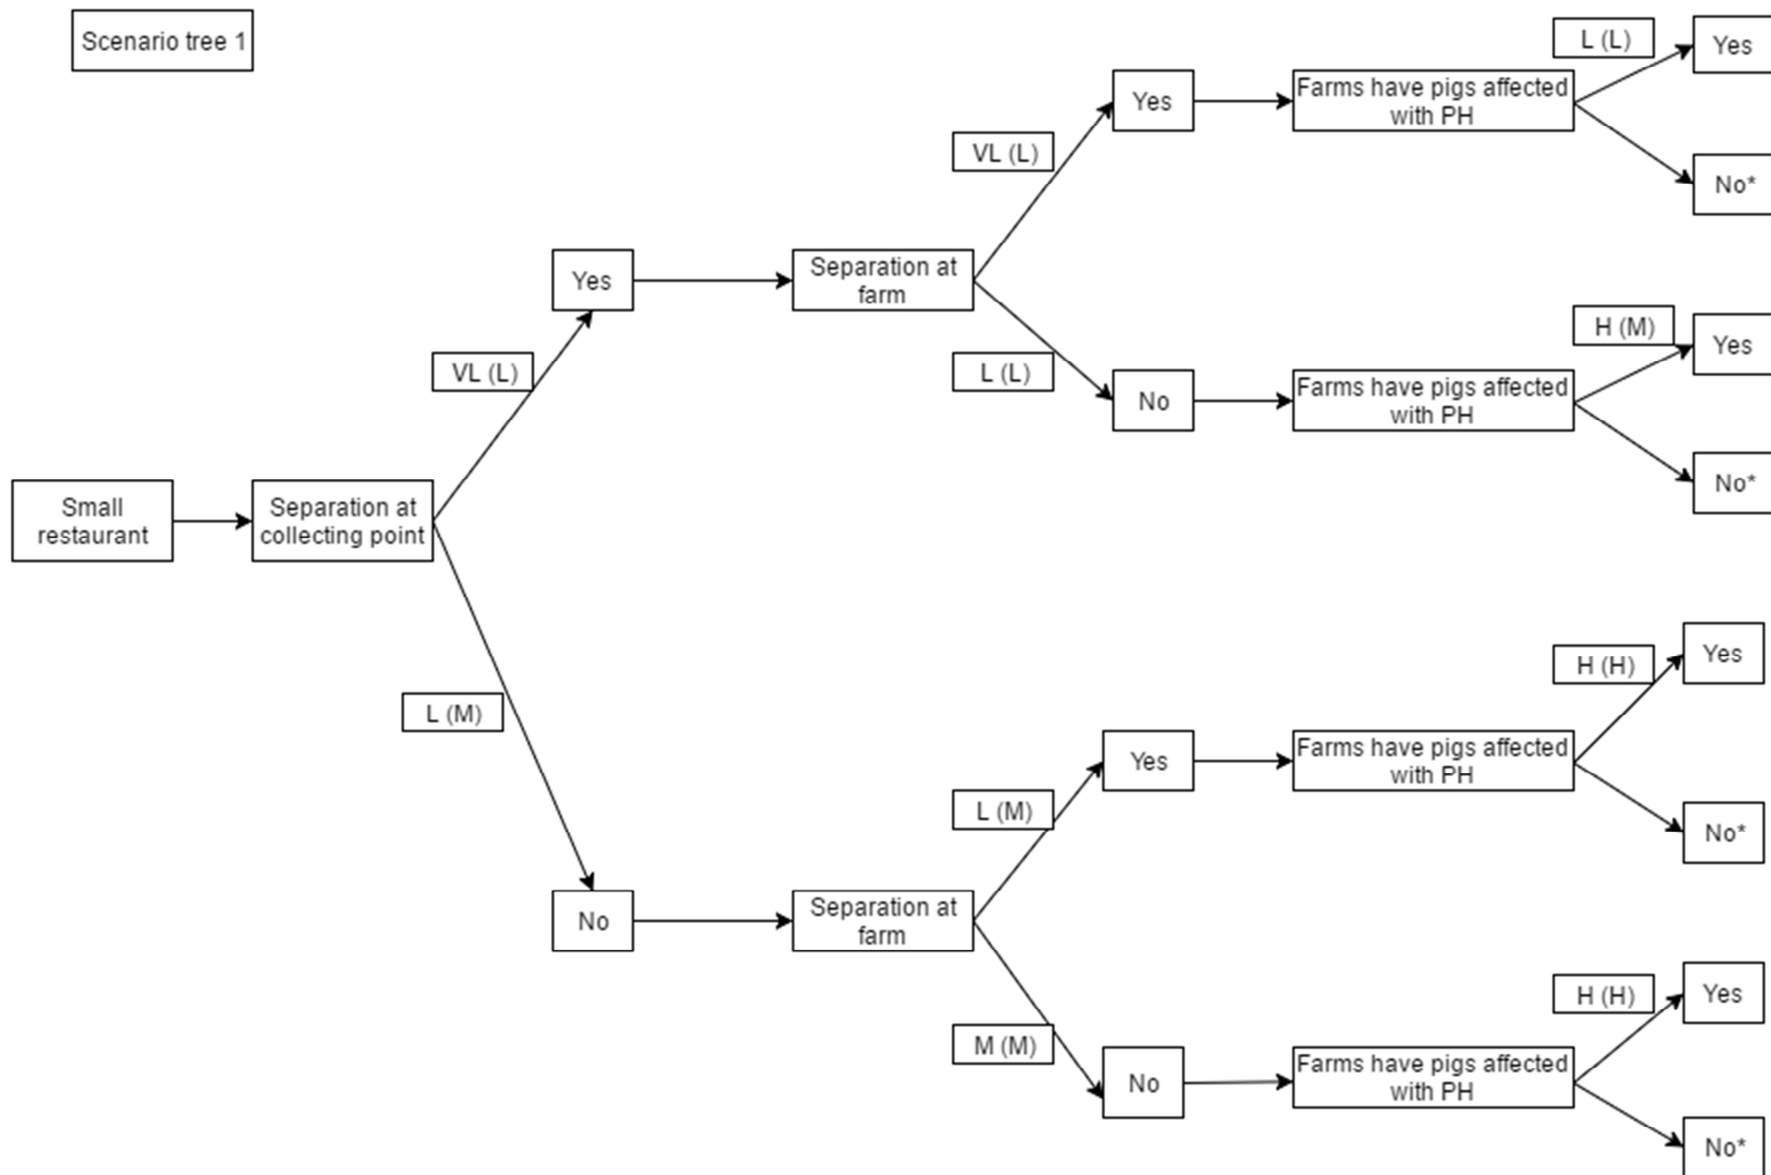 Scenario tree 1
L (L)
Yes
Yes
Farms have pigs affected
with PH
VL (L)
No*
Yes
Separation at
farm
H (M)
Yes
VL (L)
L (L)
No
Farms have pigs affected
with PH
No*
Small
restaurant
Separation at
collecting point
H (H)
Yes
L (M)
Yes
Farms have pigs affected
with PH
L (M)
No*
No
Separation at
farm
H (H)
Yes
M (M)
No
Farms have pigs affected
with PH
No*